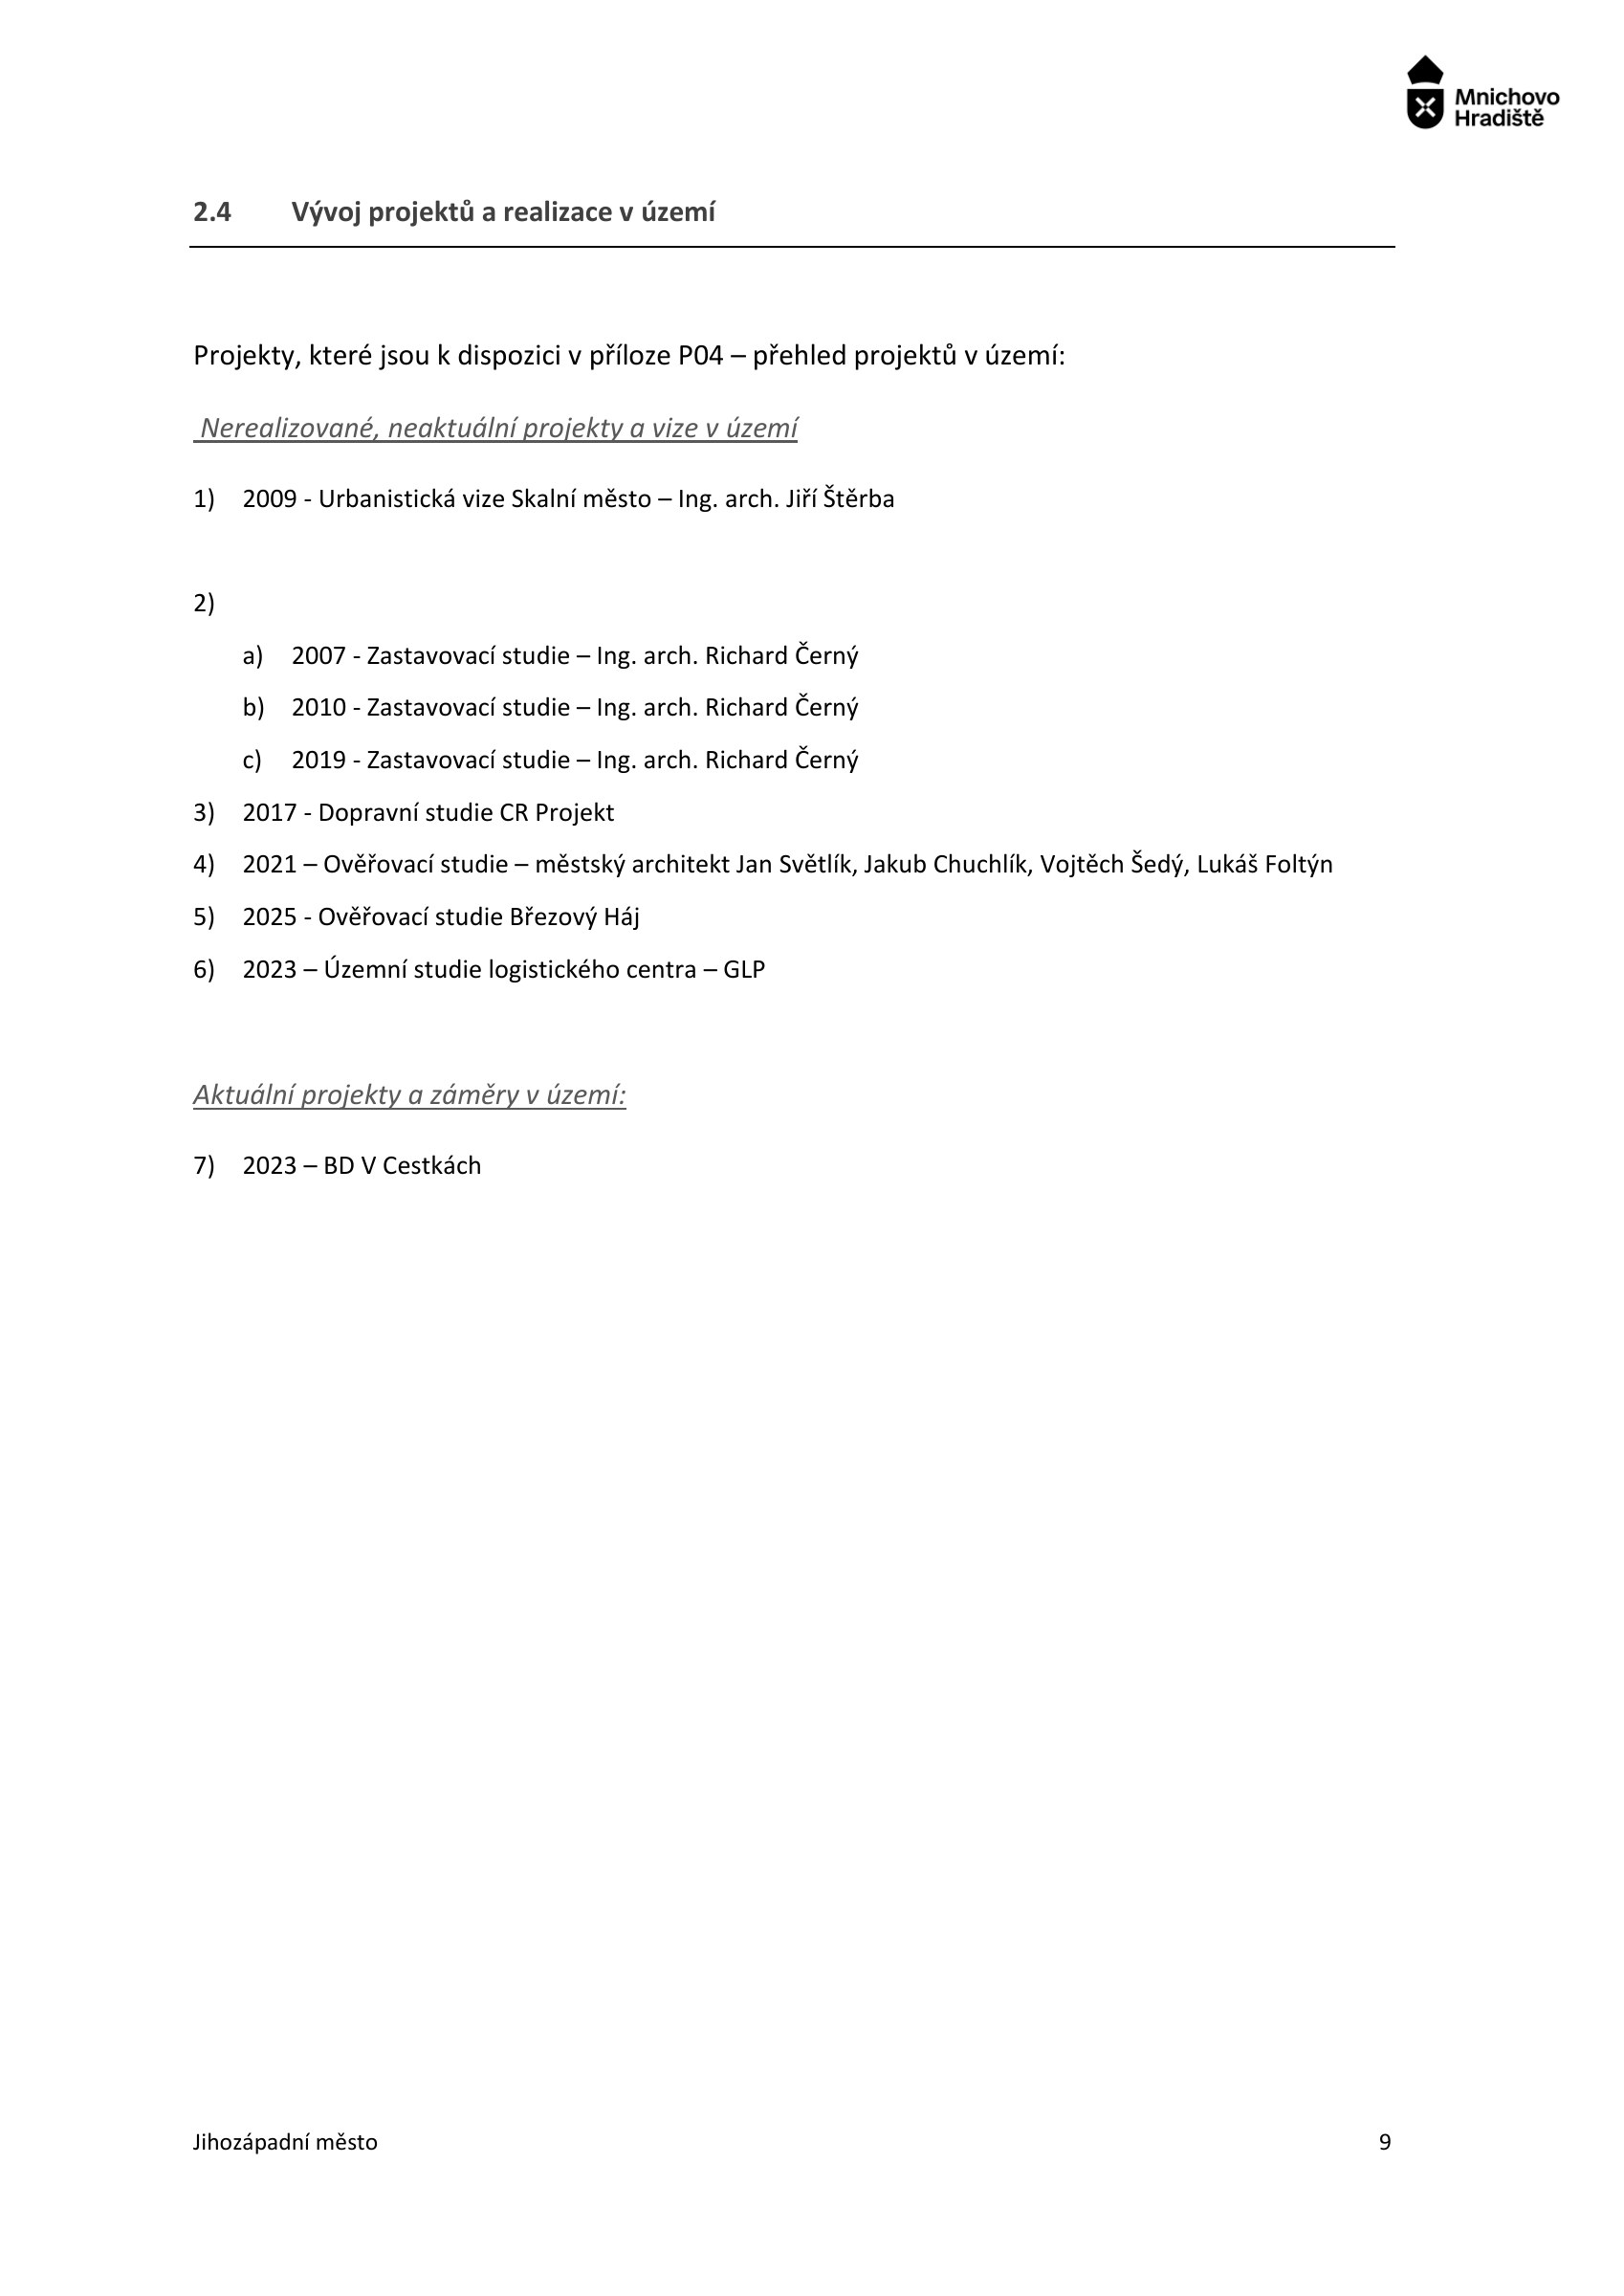 Mnichovo
Hradiště
2.4 Vývoj projektů a realizace v území
Projekty, které jsou k dispozici v příloze P04 – přehled projektů v území:
Nerealizované, neaktuální projekty a vize v území
1) 2009 - Urbanistická vize Skalní město – Ing. arch. Jiří Štěrba
2)
a) 2007 - Zastavovací studie – Ing. arch. Richard Černý
b) 2010 - Zastavovací studie – Ing. arch. Richard Černý
c) 2019 - Zastavovací studie – Ing. arch. Richard Černý
3) 2017 - Dopravní studie CR Projekt
4) 2021 – Ověřovací studie – městský architekt Jan Světlík, Jakub Chuchlík, Vojtěch Šedý, Lukáš Foltýn
5) 2025 - Ověřovací studie Březový Háj
6) 2023 – Územní studie logistického centra – GLP
Aktuální projekty a záměry v území:
7) 2023 – BD V Cestkách
Jihozápadní město 9